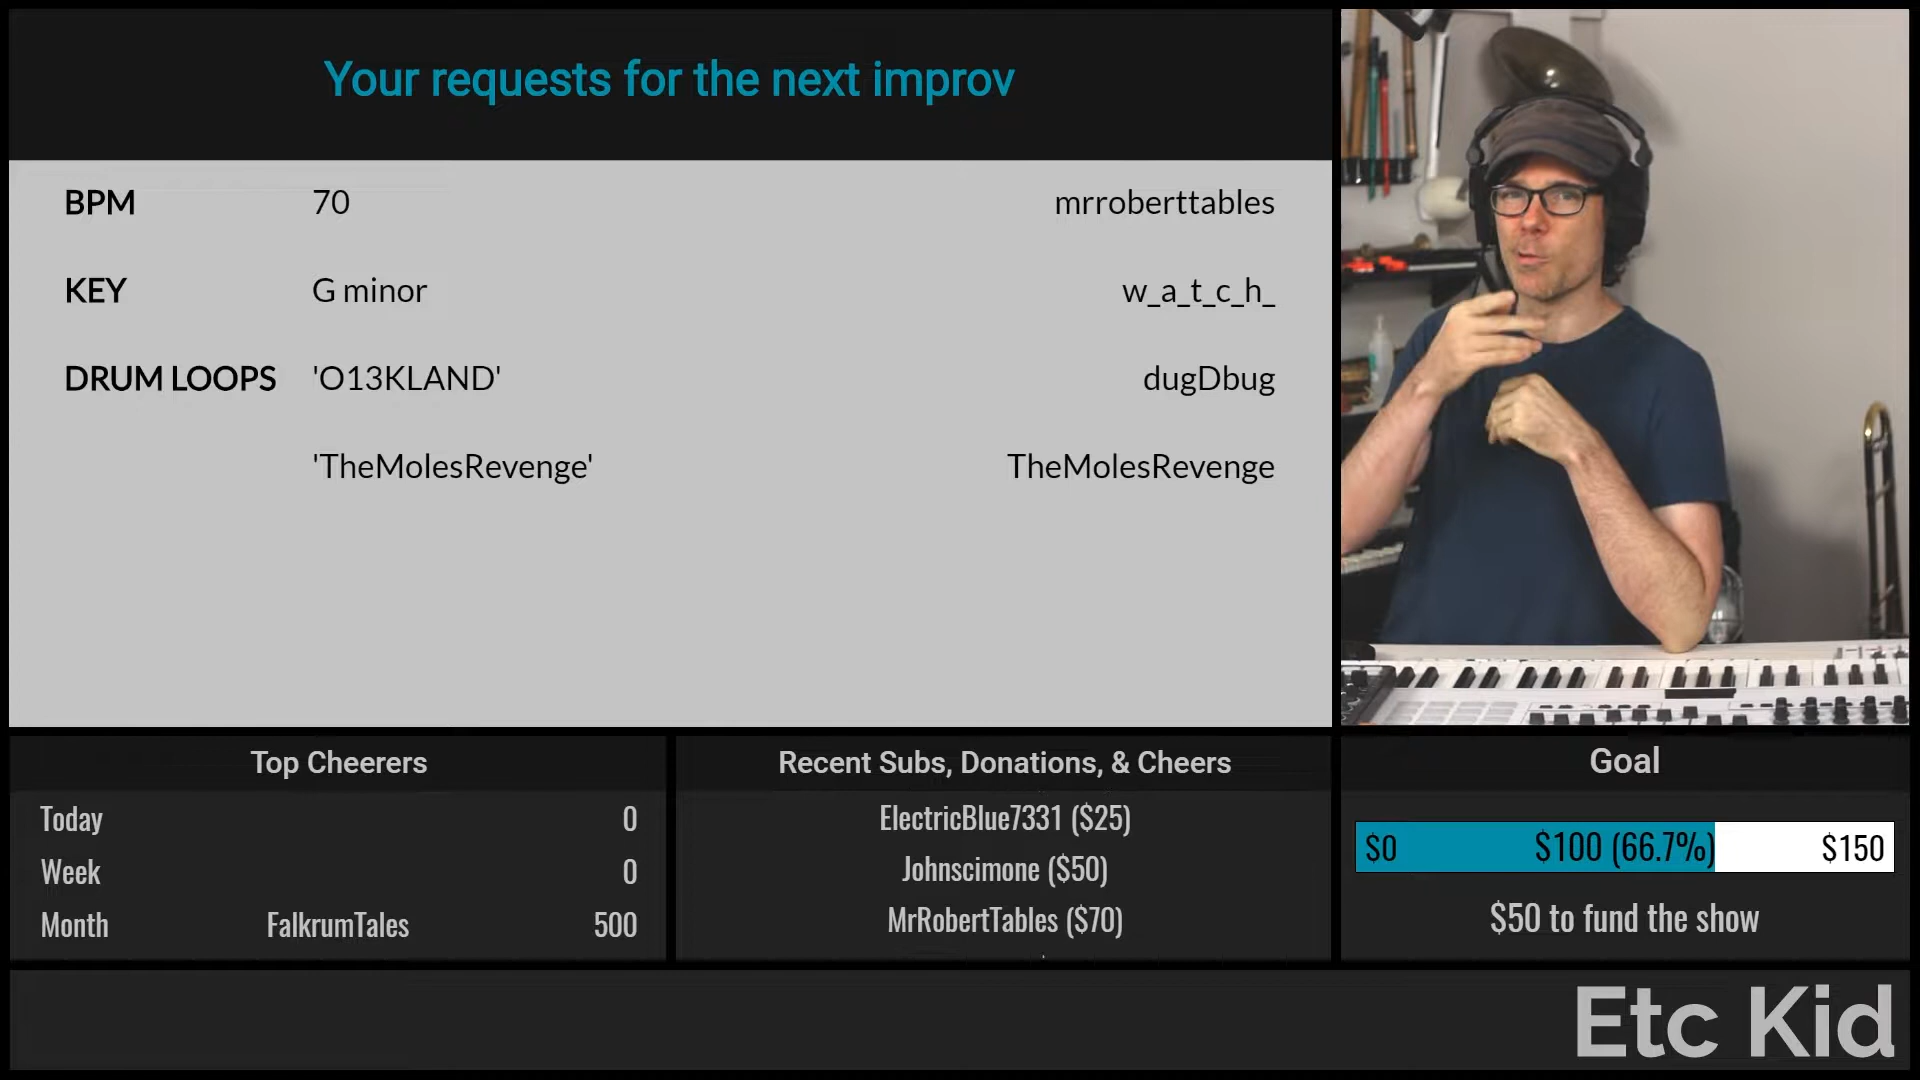 Your requests for the next improv
BPM 70 mrroberttables
KEY G minor w_a_t_c_h_
DRUM LOOPS 'O13KLAND' dugDbug
'TheMolesRevenge' TheMolesRevenge
Top Cheerers
Today 0
Week 0
Month FalkrumTales 500
Recent Subs, Donations, & Cheers
ElectricBlue7331 ($25)
Johnscimone ($50)
MrRobertTables ($70)
Goal
$0 $100 (66.7%) $150
$50 to fund the show
Etc Kid